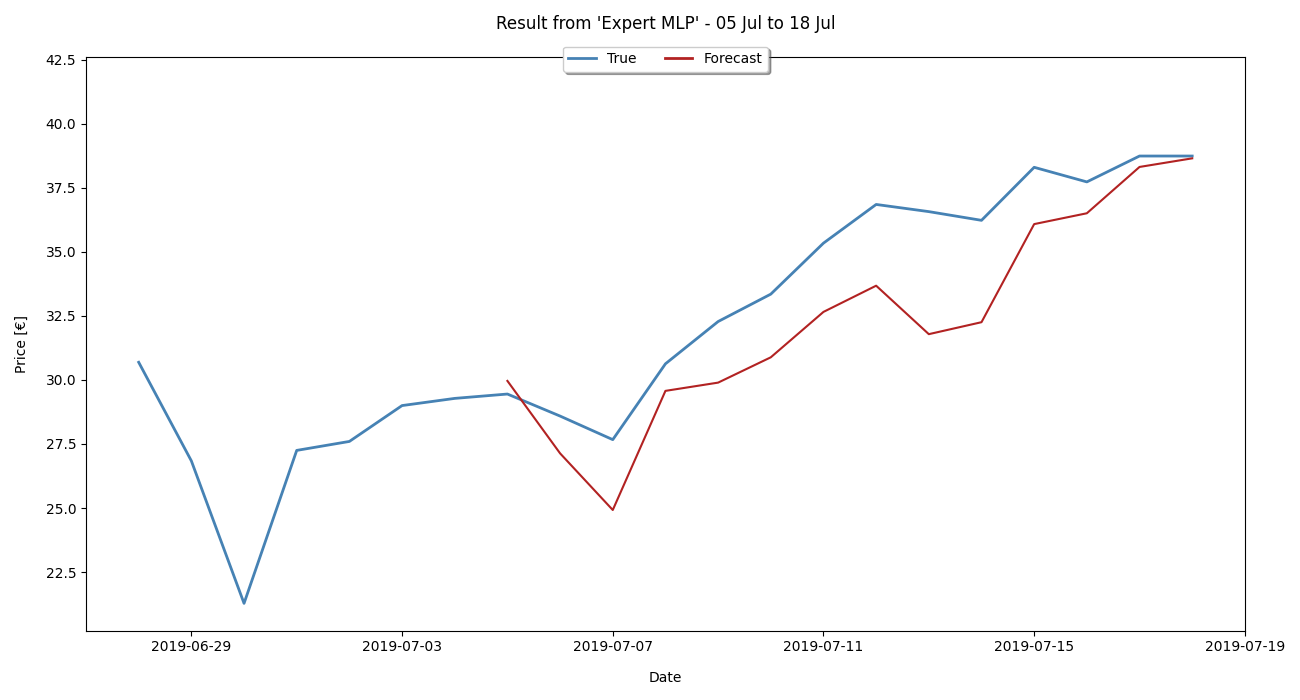 Result from 'Expert MLP' - 05 Jul to 18 Jul
True Forecast
42.5
40.0
37.5
35.0
32.5
30.0
27.5
25.0
22.5
Price [€]
2019-06-29 2019-07-03 2019-07-07 2019-07-11 2019-07-15 2019-07-19
Date